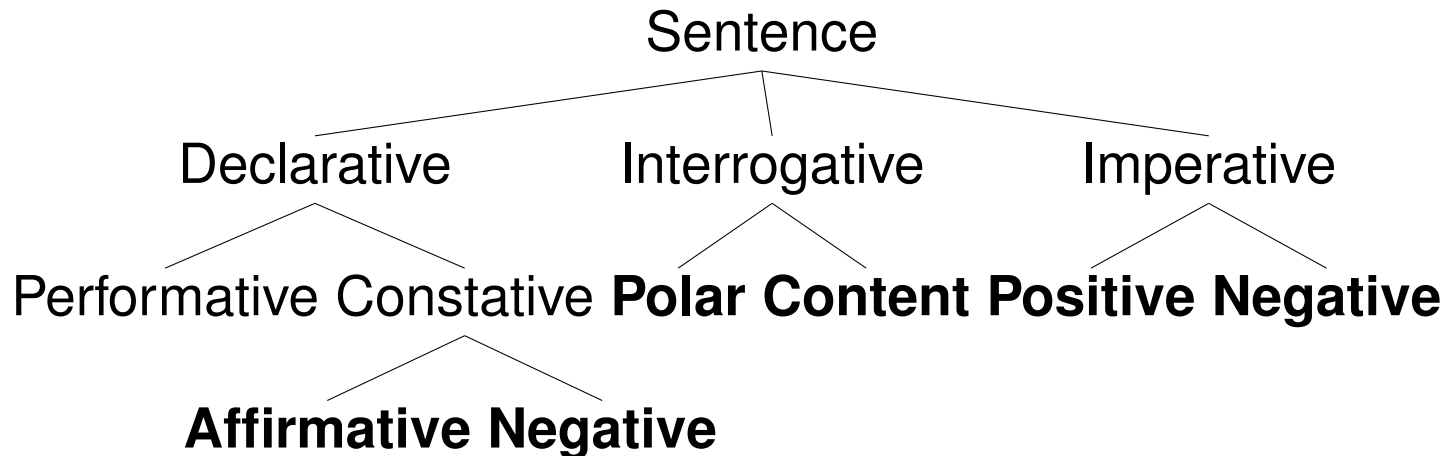 Sentence
Declarative Interrogative Imperative
Performative Constative Polar Content Positive Negative
Affirmative Negative